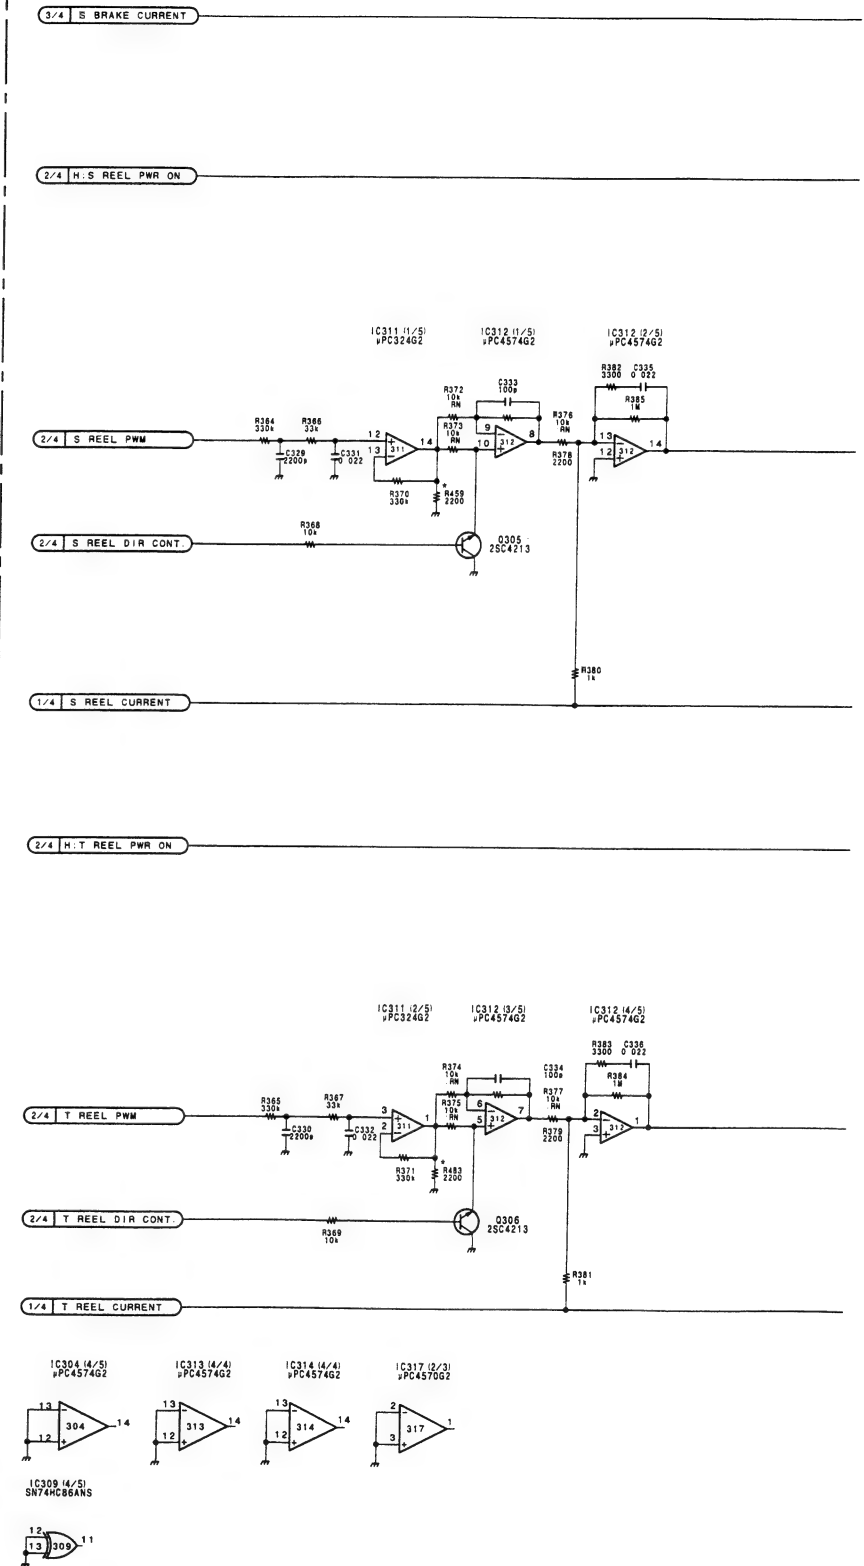 3/4 S BRAKE CURRENT
2/4 H:S REEL PWR ON
IC311 (1/5)
µPC324G2
IC312 (1/5)
µPC4574G2
IC312 (2/5)
µPC4574G2
R382
3300
C335
0.022
R385
1M
C333
100p
R372
10k
RN
R373
10k
RN
R376
10k
RN
R378
2200
R364
330k
R366
33k
2/4 S REEL PWM
C329
2200p
C331
0.022
12
13
311
14
9
10
312
8
13
12
312
14
R370
330k
*
R459
2200
R368
10k
2/4 S REEL DIR CONT.
Q305
2SC4213
R380
1k
1/4 S REEL CURRENT
2/4 H:T REEL PWR ON
IC311 (2/5)
µPC324G2
IC312 (3/5)
µPC4574G2
IC312 (4/5)
µPC4574G2
R383
3300
C336
0.022
R384
1M
C334
100p
R374
10k
RN
R375
10k
RN
R377
10k
RN
R379
2200
R365
330k
R367
33k
2/4 T REEL PWM
C330
2200p
C332
0.022
3
2
311
1
6
5
312
7
2
3
312
1
R371
330k
*
R483
2200
2/4 T REEL DIR CONT.
R369
10k
Q306
2SC4213
R381
1k
1/4 T REEL CURRENT
IC304 (4/5)
µPC4574G2
IC313 (4/4)
µPC4574G2
IC314 (4/4)
µPC4574G2
IC317 (2/3)
µPC4570G2
13
12
304
14
13
12
313
14
13
12
314
14
2
3
317
1
IC309 (4/5)
SN74HC86ANS
12
13
309
11